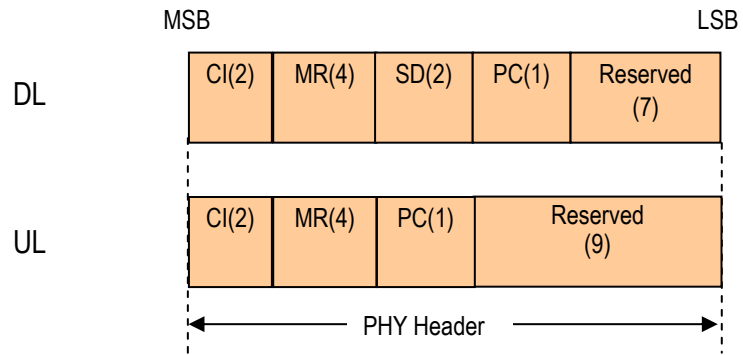 MSB LSB
DL CI(2) MR(4) SD(2) PC(1) Reserved
(7)
UL CI(2) MR(4) PC(1) Reserved
(9)
PHY Header